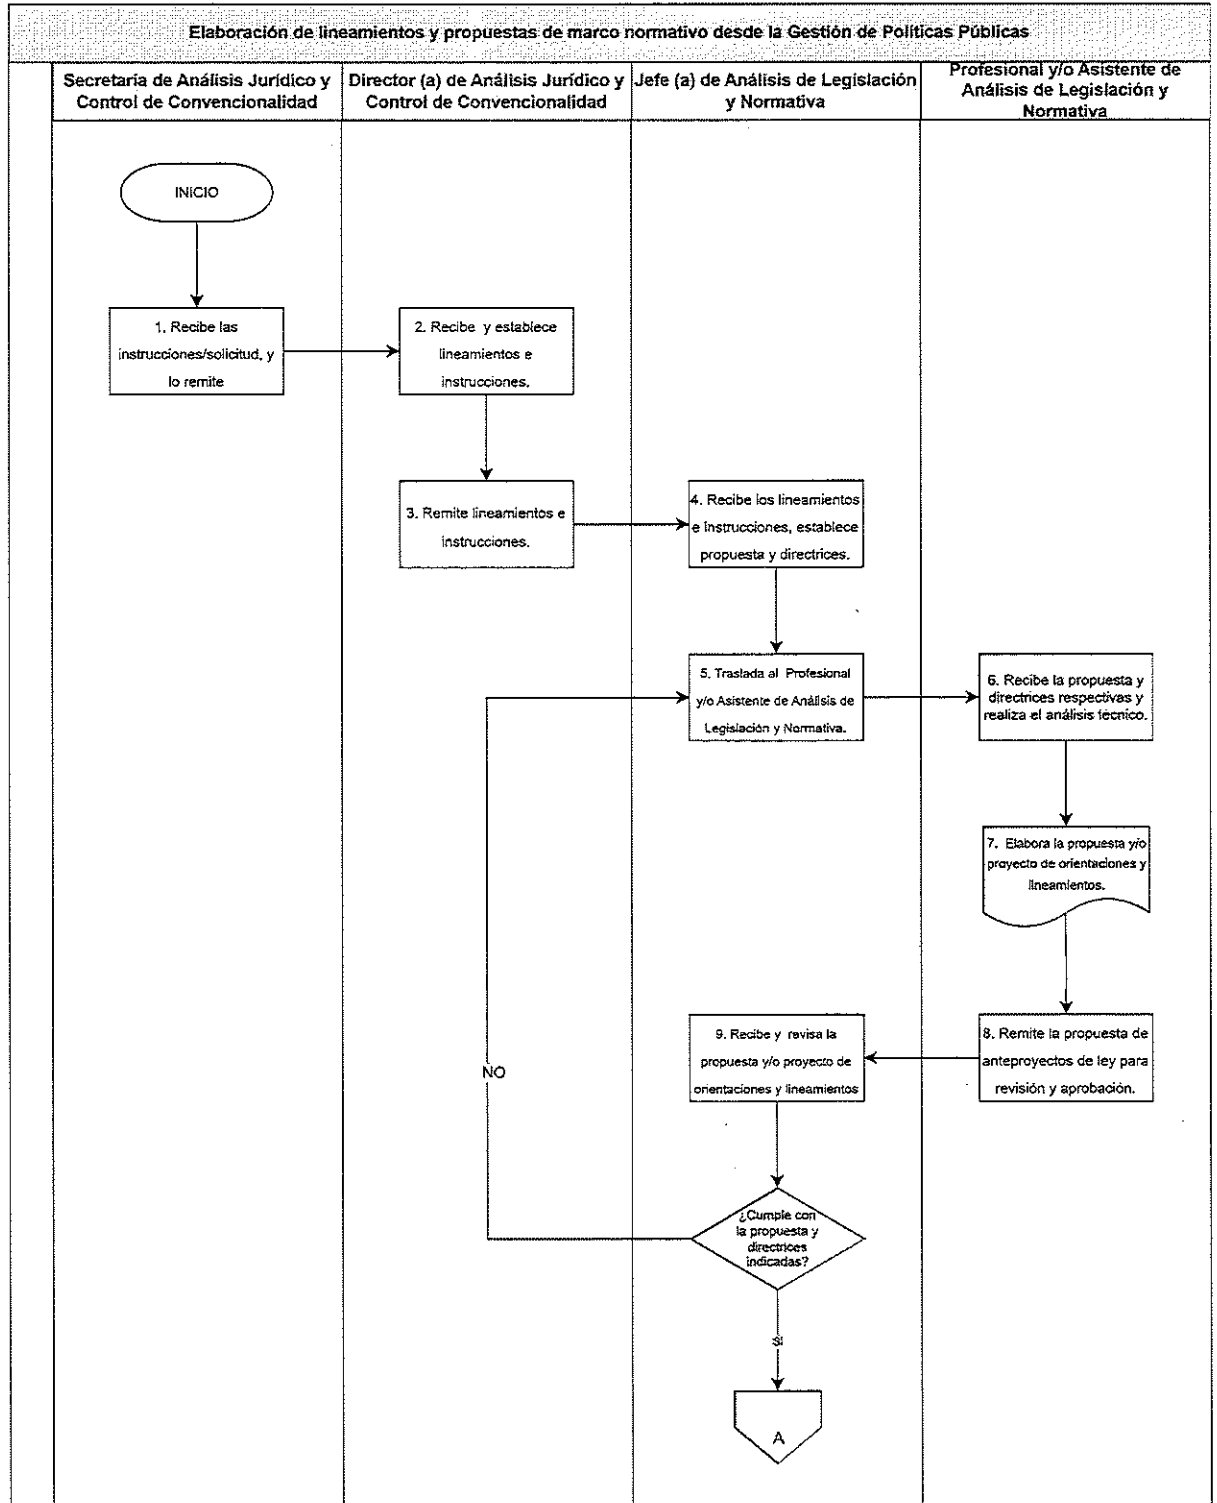 Elaboración de lineamientos y propuestas de marco normativo desde la Gestión de Políticas Públicas
Secretaria de Análisis Jurídico y
Control de Convencionalidad
Director (a) de Análisis Jurídico y
Control de Convencionalidad
Jefe (a) de Análisis de Legislación
y Normativa
Profesional y/o Asistente de
Análisis de Legislación y
Normativa
INICIO
1. Recibe las
instrucciones/solicitud, y
lo remite
2. Recibe y establece
lineamientos e
instrucciones.
3. Remite lineamientos e
instrucciones.
4. Recibe los lineamientos
e instrucciones, establece
propuesta y directrices.
5. Traslada al Profesional
y/o Asistente de Análisis de
Legislación y Normativa.
6. Recibe la propuesta y
directrices respectivas y
realiza el análisis técnico.
7. Elabora la propuesta y/o
proyecto de orientaciones y
lineamientos.
8. Remite la propuesta de
anteproyectos de ley para
revisión y aprobación.
9. Recibe y revisa la
propuesta y/o proyecto de
orientaciones y lineamientos
NO
¿Cumple con
la propuesta y
directrices
indicadas?
SI
A